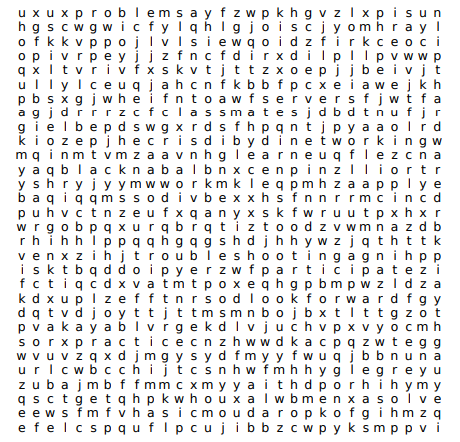 u x u x p r o b l e m s a y f z w p k h g v z l x p i s u n
h g s c w g w i c f y l q h l g j o i s c j y o m h r a y l
o f k k v p p o j l v l s i e w q o i d z f i r k c e o c i
o p i v r p e y j j z f n c f d i r x d i l p l l p v w w p
q x l t v r i v f x s k v t j t t z x o e p j j b e i v j t
u l l y l c e u q j a h c n f k b b f p c x e i a w e j k h
p b s x g j w h e i f n t o a w f s e r v e r s f j w t f a
a g j d r r r z c f c l a s s m a t e s j d b d t n u f j r
g i e l b e p d s w g x r d s f h p q n t j p y a a o l r d
k i o z e p j h e c r i s d i b y d i n e t w o r k i n g w
m q i n m t v m z a a v n h g l e a r n e u q f l e z c n a
y a q b l a c k n a b a l b n x c e n p i n z l l i o r t r
y s h r y j y y m w w o r k m k l e q p m h z a a p p l y e
b a q i q q m s s o d i v b e x x h s f n n r r m c i n c d
p u h v c t n z e u f x q a n y x s k f w r u u t p x h x r
w r g o b p q x u r q b r q t i z t o o d z v w m n a z d b
r h i h h l p p q q h g q g s h d j h h y w z j q t h t t k
v e n x z i h j t r o u b l e s h o o t i n g a g n i h p p
i s k t b q d d o i p y e r z w f p a r t i c i p a t e z i
f c t i q c d x v a t m t p o x e q h g p b m p w z l d z a
k d x u p l z e f f t n r s o d l o o k f o r w a r d f g y
d q t v d j o y t t j t t m s m n b o j b x t l t t g z o t
p v a k a y a b l v r g e k d l v j u c h v p x v y o c m h
s o r x p r a c t i c e c n z h w w d k a c p q z w t e g g
w v u v z q x d j m g y s y d f m y y f w u q j b b n u n a
u r l c w b c c h i j t c s n h w f m h h y g l e g r e y u
z u b a j m b f f m m c x m y y a i t h d p o r h i h y m y
q s c t g e t q h p k w h o u x a l w b m e n x a s o l v e
e e w s f m f v h a s i c m o u d a r o p k o f g i h m z q
e f e l c s p q u f l p c u j i b b z c w p y k s m p p v i